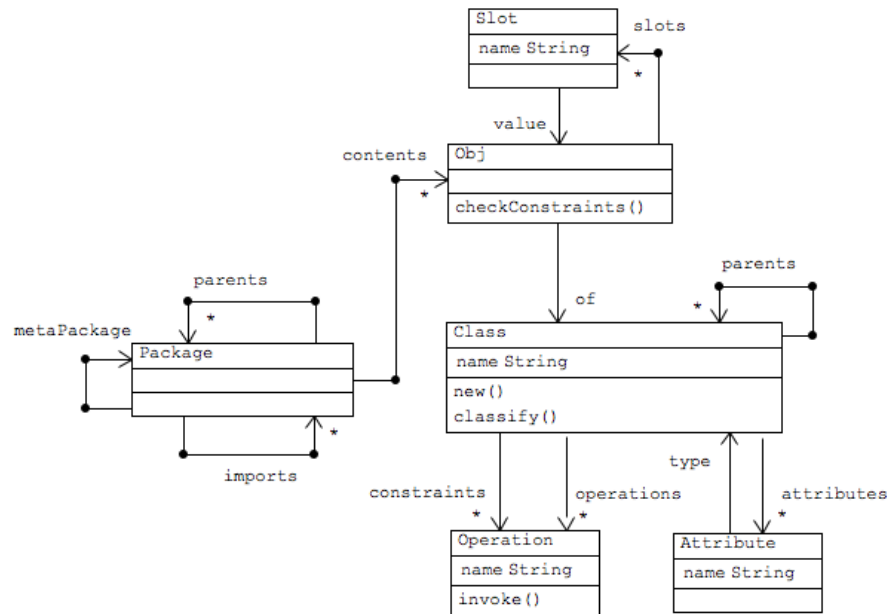 Slot
name String
slots
*
value
Obj
checkConstraints()
contents
*
of
parents
*
metaPackage
Package
*
imports
parents
*
Class
name String
new()
classify()
constraints
*
operations
*
type
attributes
*
Operation
name String
invoke()
Attribute
name String